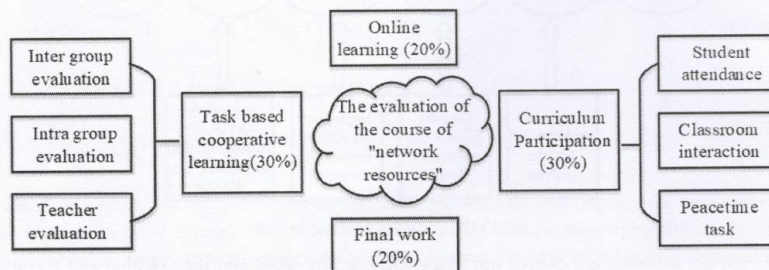 Inter group
evaluation
Intra group
evaluation
Teacher
evaluation
Task based
cooperative
learning(30%)
Online
learning (20%)
The evaluation of
the course of
"network
resources"
Final work
(20%)
Curriculum
Participation
(30%)
Student
attendance
Classroom
interaction
Peacetime
task